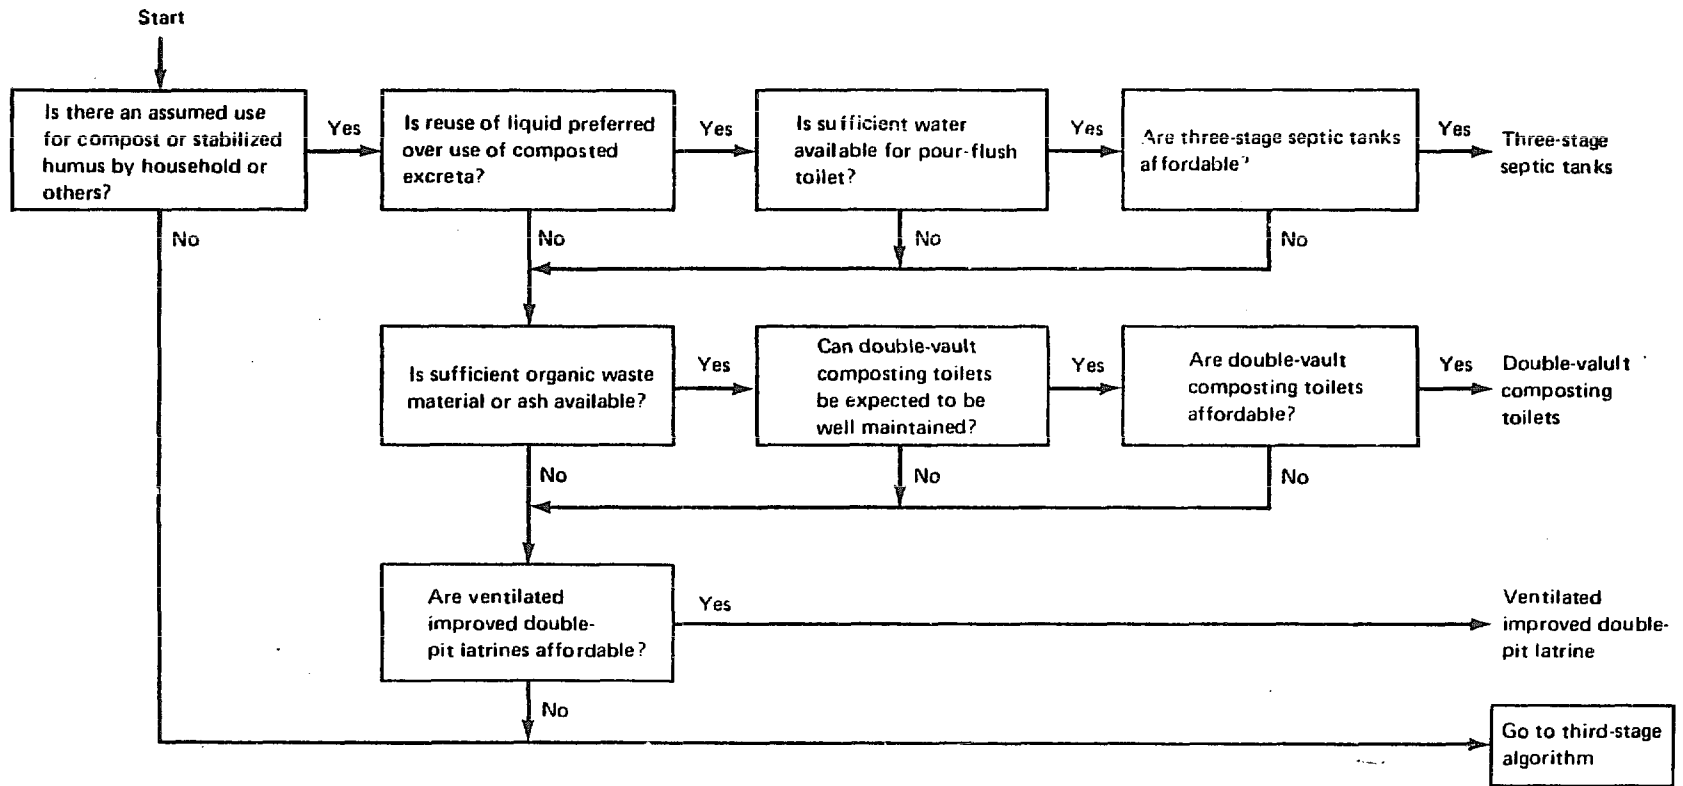 Start
Is there an assumed use
for compost or stabilized
humus by household or
others?
Yes
Is reuse of liquid preferred
over use of composted
excreta?
Yes
Is sufficient water
available for pour-flush
toilet?
Yes
Are three-stage septic tanks
affordable?
Yes
Three-stage
septic tanks
No
No
No
No
Is sufficient organic waste
material or ash available?
Yes
Can double-vault
composting toilets
be expected to be
well maintained?
Yes
Are double-vault
composting toilets
affordable?
Yes
Double-valult
composting
toilets
No
No
No
Are ventilated
improved double-
pit latrines affordable?
Yes
Ventilated
improved double-
pit latrine
No
Go to third-stage
algorithm